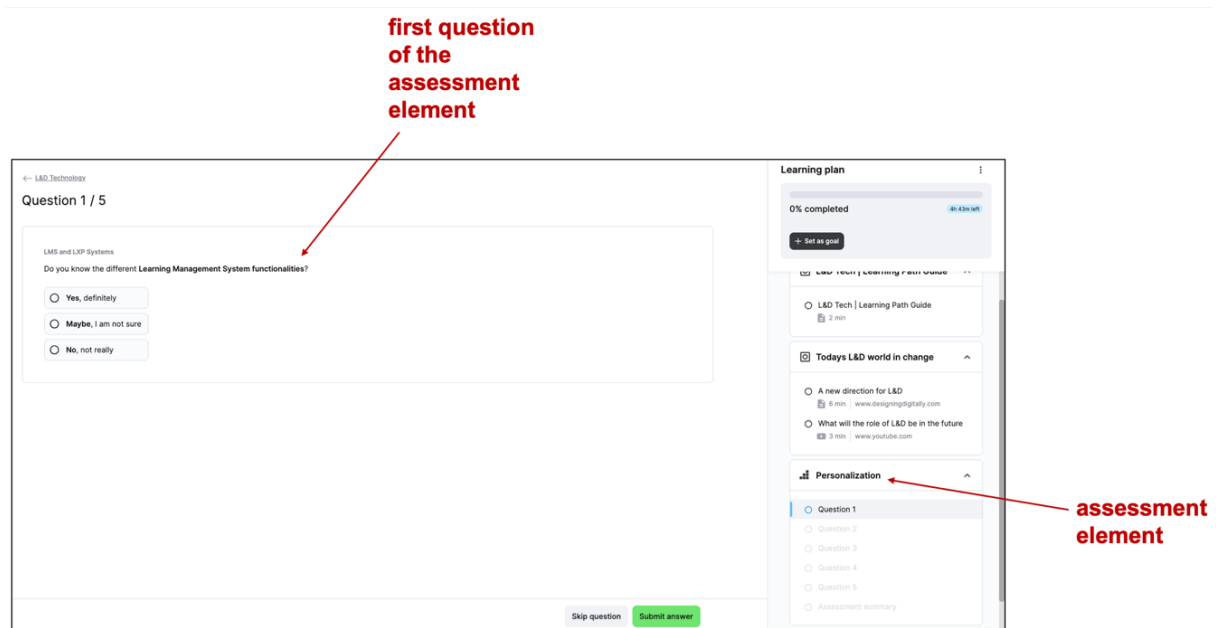 first question
of the
assessment
element
← L&D Technology
Question 1 / 5
LMS and LXP Systems
Do you know the different Learning Management System functionalities?
Yes, definitely
Maybe, I am not sure
No, not really
Skip question
Submit answer
Learning plan
0% completed
4h 43m left
+ Set as goal
L&D Tech | Learning Path Guide
L&D Tech | Learning Path Guide
2 min
Todays L&D world in change
A new direction for L&D
6 min | www.designingdigitally.com
What will the role of L&D be in the future
3 min | www.youtube.com
Personalization
Question 1
Question 2
Question 3
Question 4
Question 5
Assessment summary
assessment
element